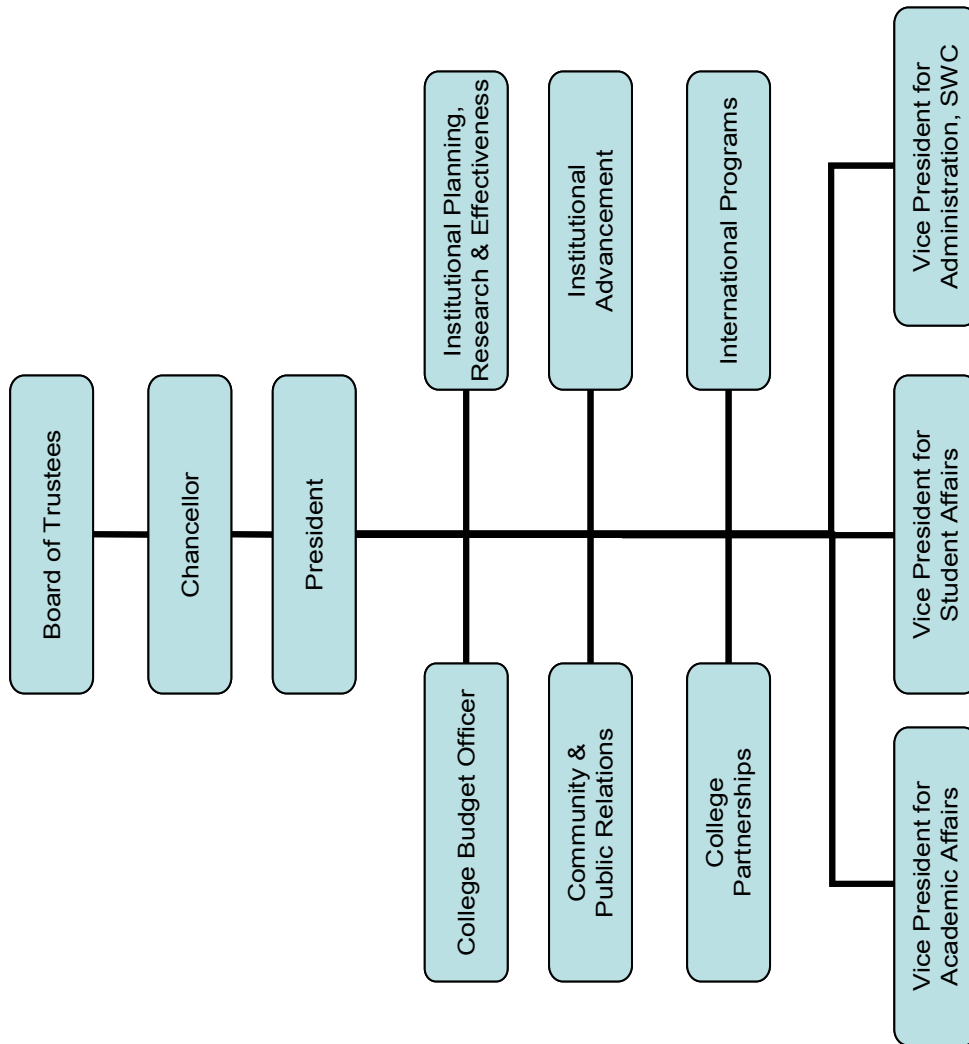 Board of Trustees
Chancellor
President
College Budget Officer
Institutional Planning,
Research & Effectiveness
Community &
Public Relations
Institutional
Advancement
College
Partnerships
International Programs
Vice President for
Academic Affairs
Vice President for
Student Affairs
Vice President for
Administration, SWC